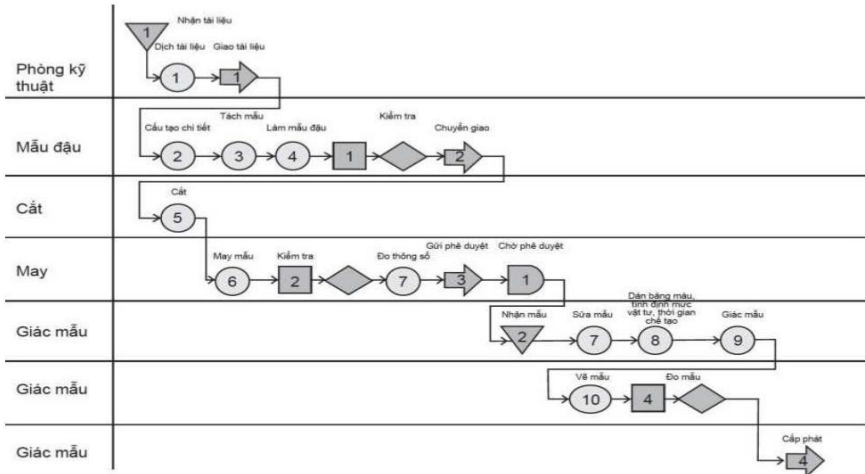 Nhận tài liệu
1
Dịch tài liệu
Giao tài liệu
Phòng kỹ
thuật
1
1
Mẫu đậu
Cấu tạo chi tiết
Tách mẫu
Làm mẫu đậu
Kiểm tra
Chuyển giao
2
3
4
1
2
Cắt
Cắt
5
May
May mẫu
Kiểm tra
Đo thông số
Gửi phê duyệt
Chờ phê duyệt
6
2
7
3
1
Giác mẫu
Nhận mẫu
Sửa mẫu
Dán bảng màu,
tính định mức
vật tư, thời gian
chế tạo
Giác mẫu
2
7
8
9
Giác mẫu
Vẽ mẫu
Đo mẫu
10
4
Giác mẫu
Cấp phát
4